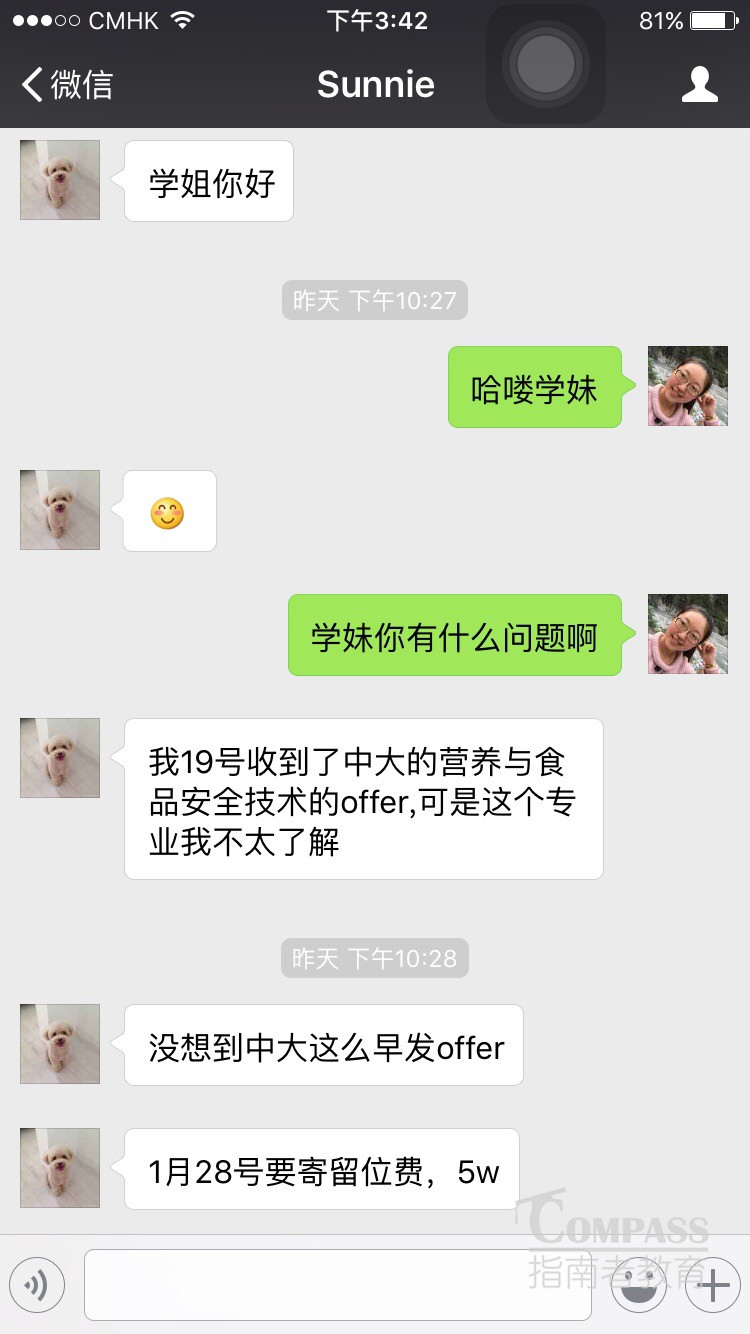 CMHK 下午3:42 81%
微信 Sunnie
学姐你好
昨天 下午10:27
哈喽学妹
学妹你有什么问题啊
我19号收到了中大的营养与食
品安全技术的offer,可是这个专
业我不太了解
昨天 下午10:28
没想到中大这么早发offer
1月28号要寄留位费，5w
COMPASS
指南者教育